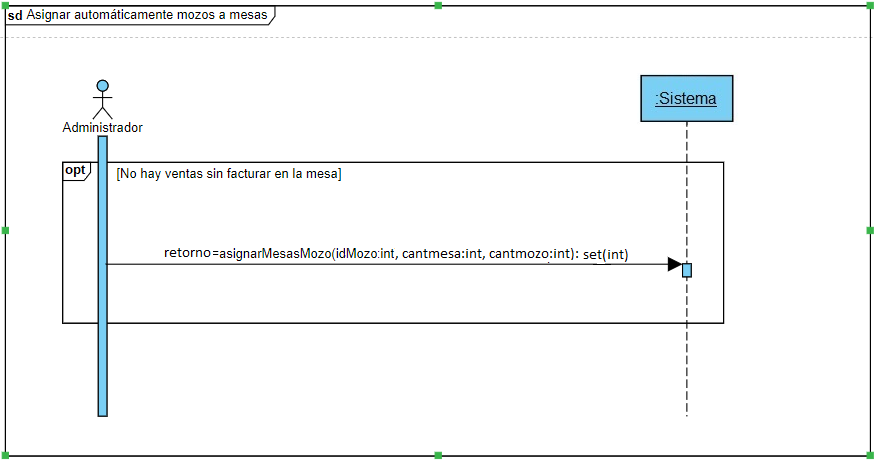 sd Asignar automáticamente mozos a mesas
:Sistema
Administrador
opt [No hay ventas sin facturar en la mesa]
retorno=asignarMesasMozo(idMozo:int, cantmesa:int, cantmozo:int): set(int)